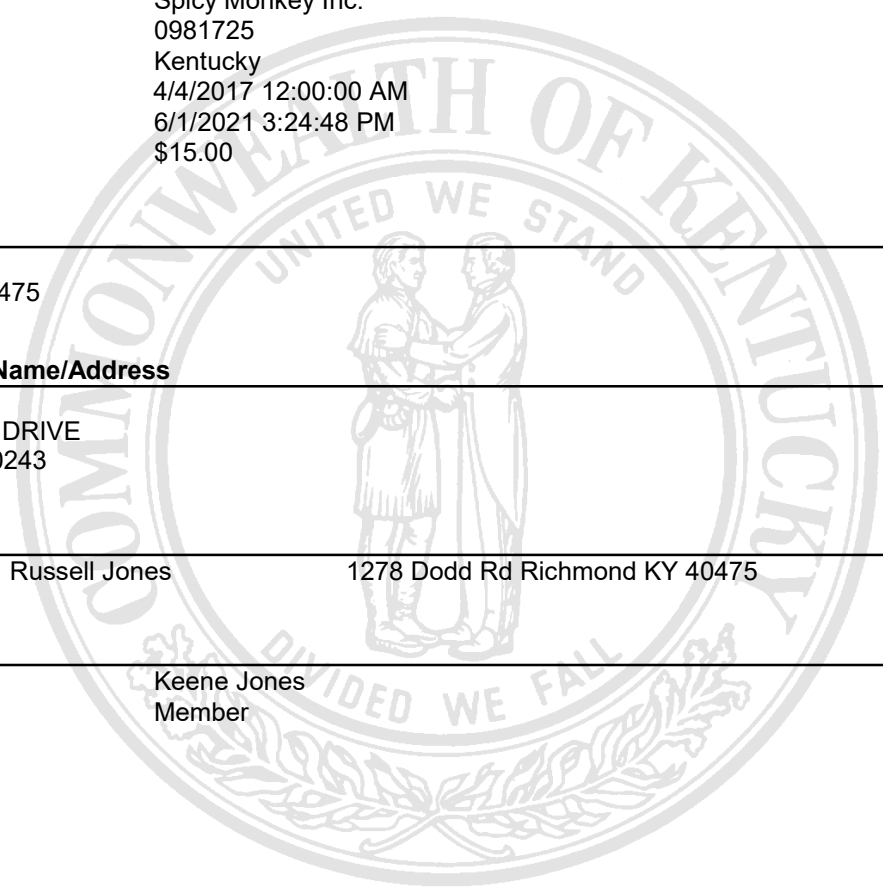 Spicy Monkey Inc.
0981725
Kentucky
4/4/2017 12:00:00 AM
6/1/2021 3:24:48 PM
$15.00
475
Name/Address
DRIVE
0243
Russell Jones 1278 Dodd Rd Richmond KY 40475
Keene Jones
Member
COMMONWEALTH OF KENTUCKY
UNITED WE STAND
DIVIDED WE FALL